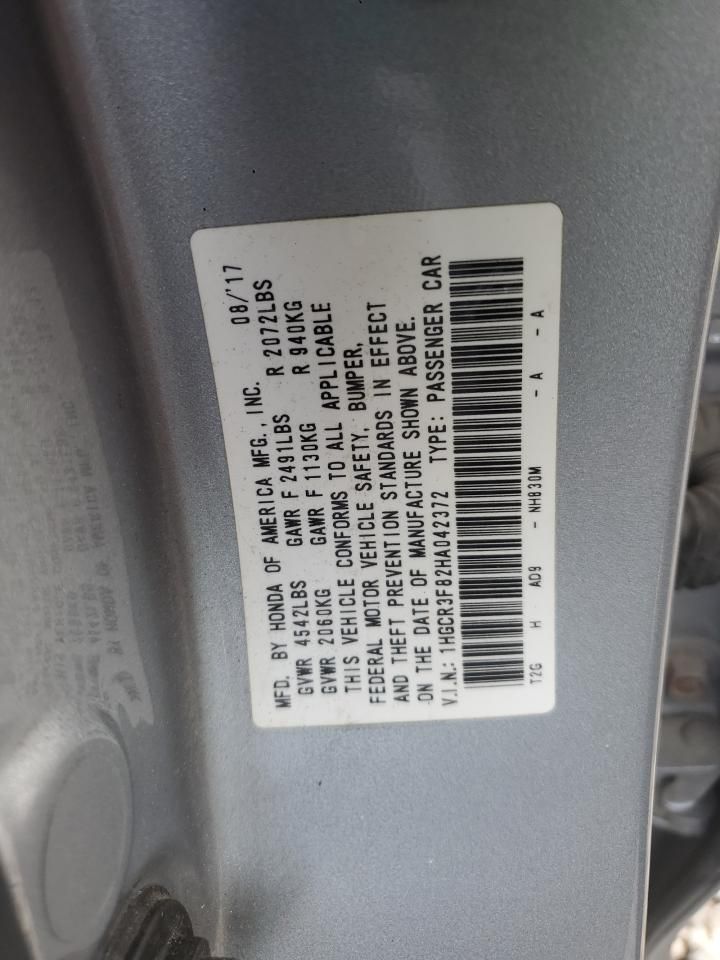 MFD. BY HONDA OF AMERICA MFG., INC. 08/'17
GVWR 4542LBS GAWR F 2491LBS R 2072LBS
GVWR 2060KG GAWR F 1130KG R 940KG
THIS VEHICLE CONFORMS TO ALL APPLICABLE
FEDERAL MOTOR VEHICLE SAFETY, BUMPER,
AND THEFT PREVENTION STANDARDS IN EFFECT
ON THE DATE OF MANUFACTURE SHOWN ABOVE.
V.I.N.: 1HGCR3F82HA042372 TYPE: PASSENGER CAR
T2G H AD9 - NH830M - A - A